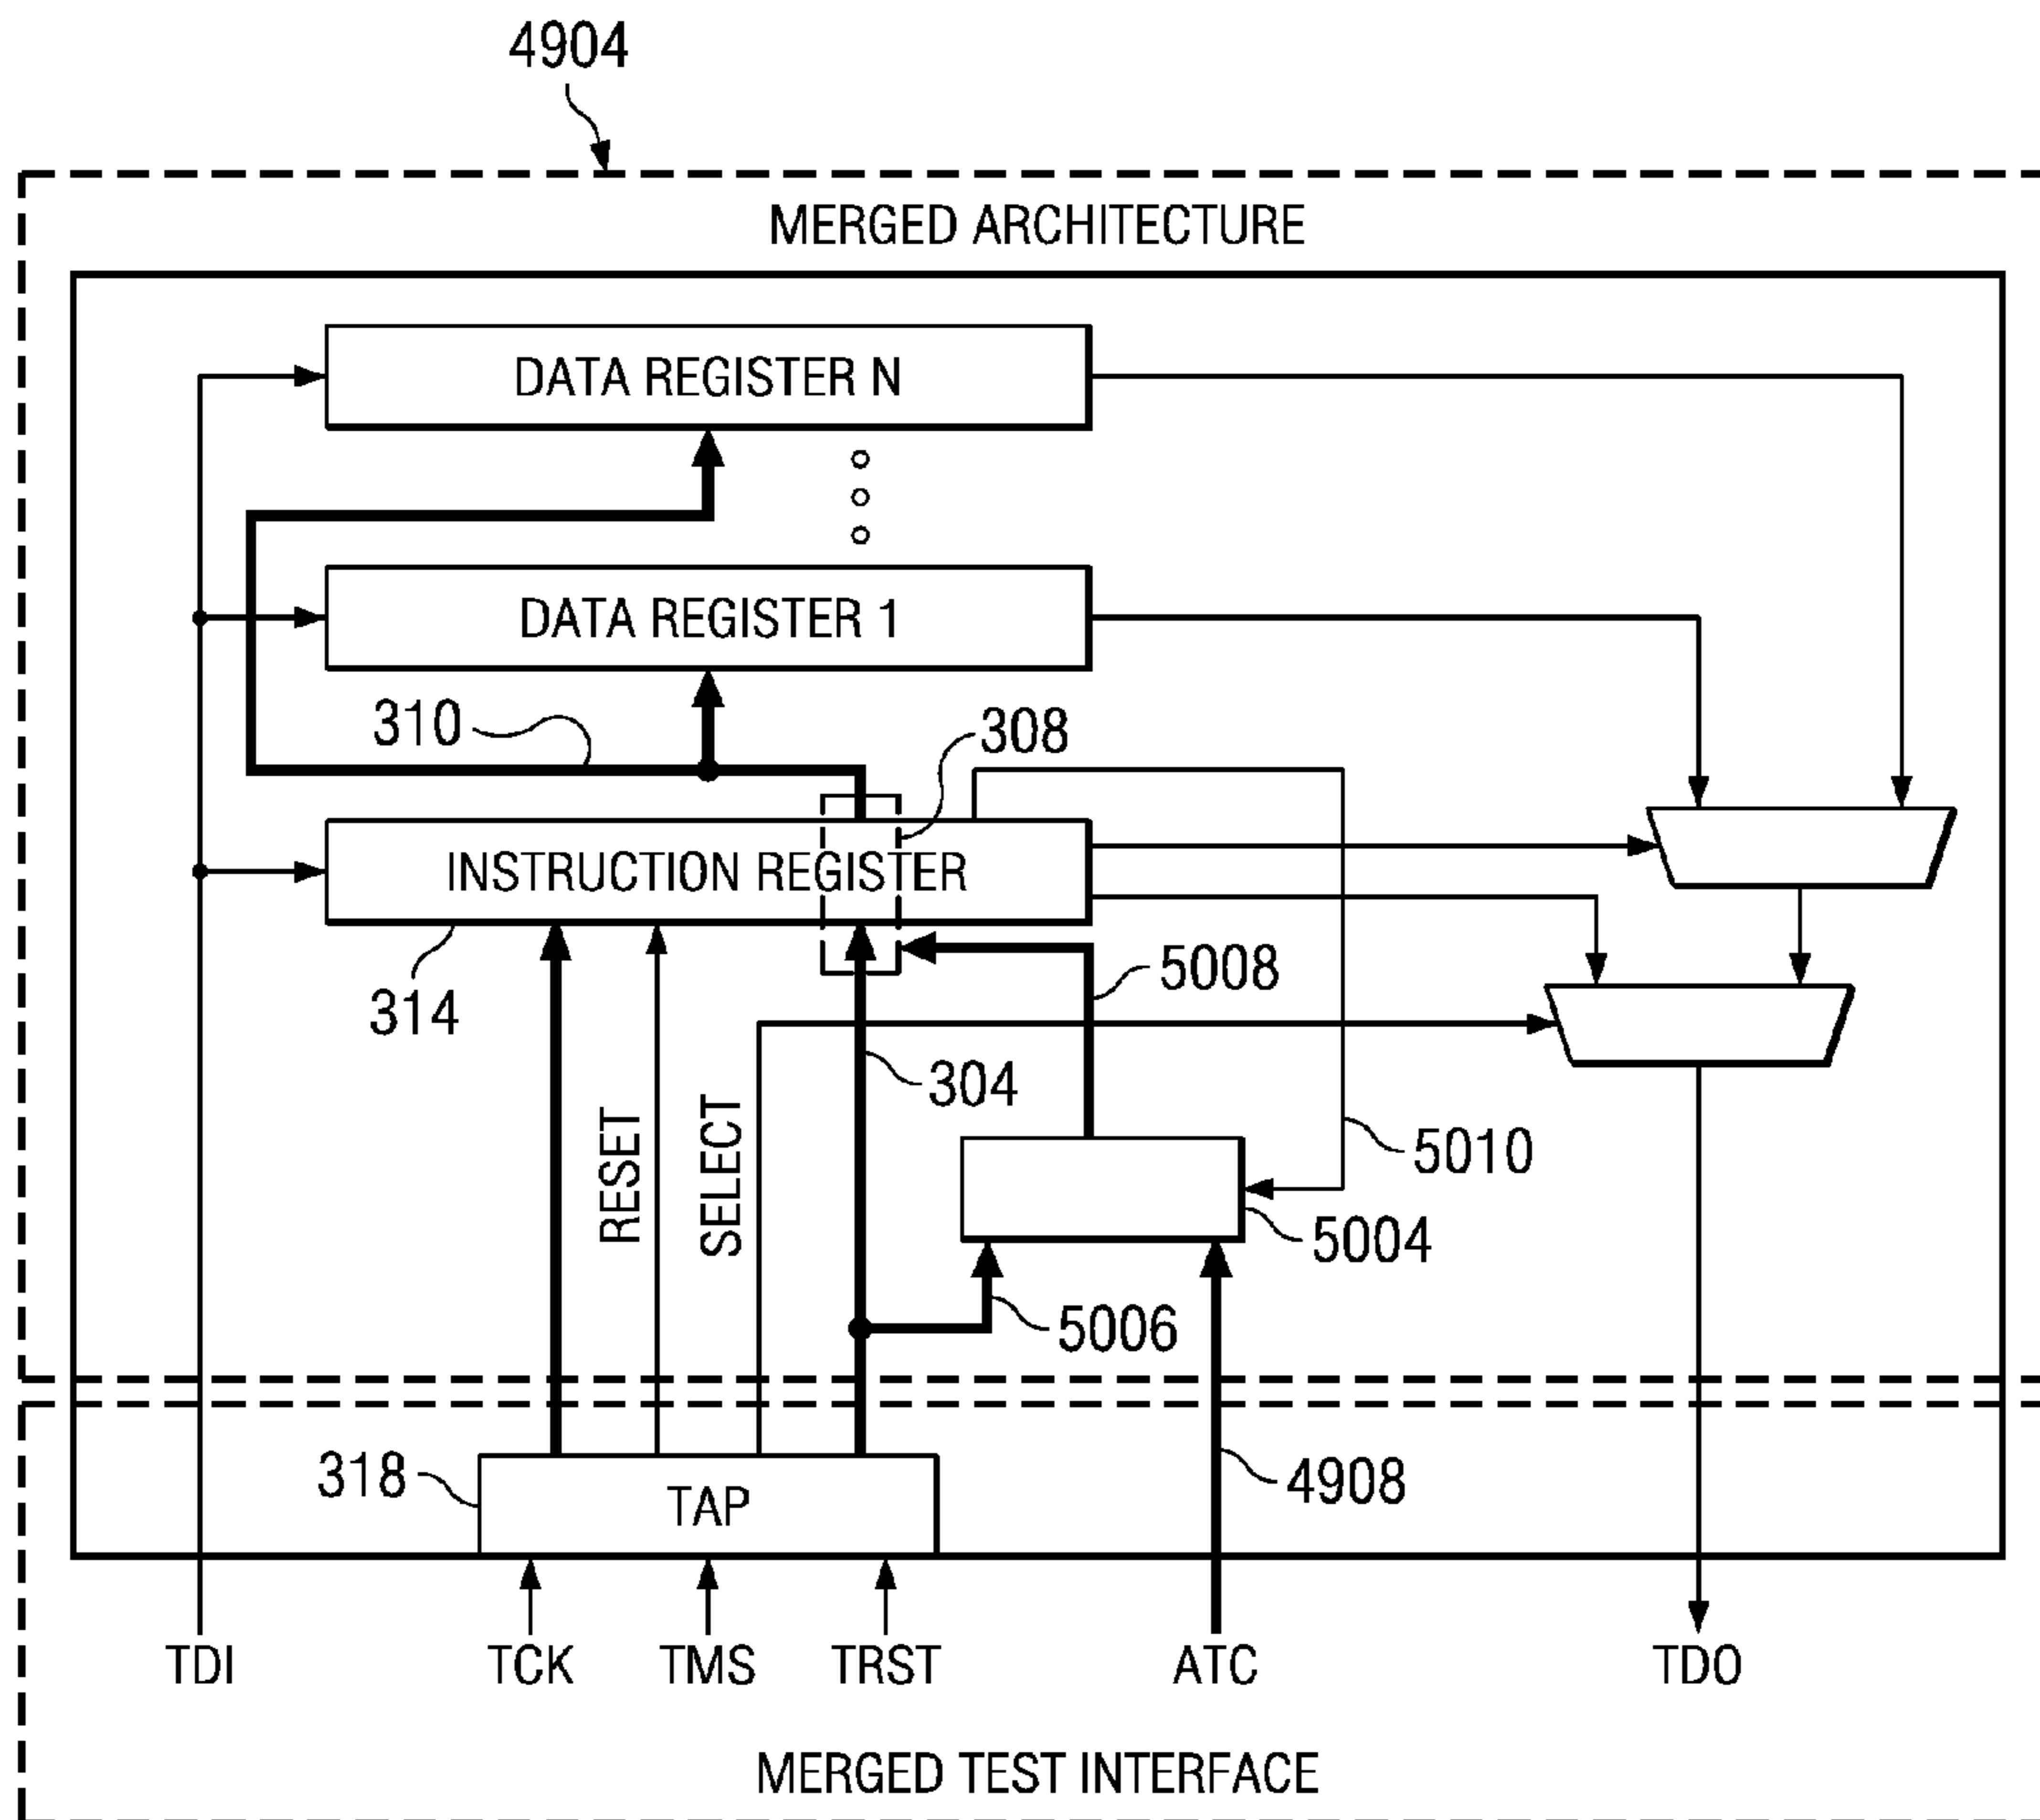 4904
MERGED ARCHITECTURE
DATA REGISTER N
DATA REGISTER 1
310
308
INSTRUCTION REGISTER
314
5008
304
RESET
SELECT
5010
5004
5006
318
TAP
4908
TDI
TCK
TMS
TRST
ATC
TDO
MERGED TEST INTERFACE